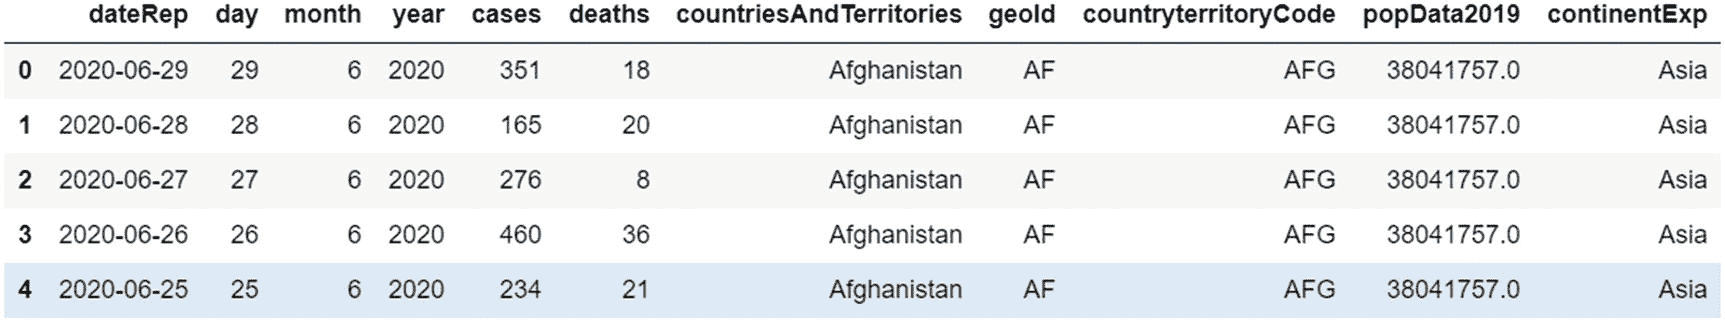 dateRep day month year cases deaths countriesAndTerritories geoId countryterritoryCode popData2019 continentExp
0 2020-06-29 29 6 2020 351 18 Afghanistan AF AFG 38041757.0 Asia
1 2020-06-28 28 6 2020 165 20 Afghanistan AF AFG 38041757.0 Asia
2 2020-06-27 27 6 2020 276 8 Afghanistan AF AFG 38041757.0 Asia
3 2020-06-26 26 6 2020 460 36 Afghanistan AF AFG 38041757.0 Asia
4 2020-06-25 25 6 2020 234 21 Afghanistan AF AFG 38041757.0 Asia